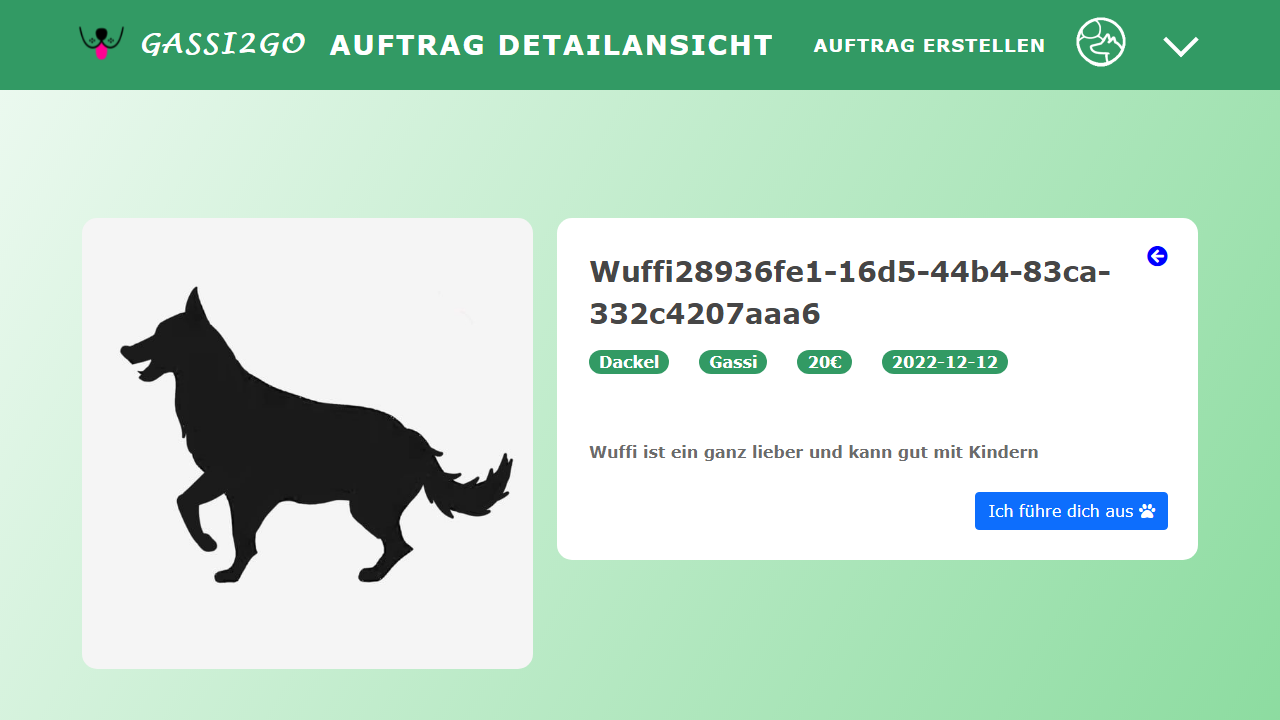 GASSI2GO AUFTRAG DETAILANSICHT AUFTRAG ERSTELLEN
Wuffi28936fe1-16d5-44b4-83ca-
332c4207aaa6
Dackel Gassi 20€ 2022-12-12
Wuffi ist ein ganz lieber und kann gut mit Kindern
Ich führe dich aus